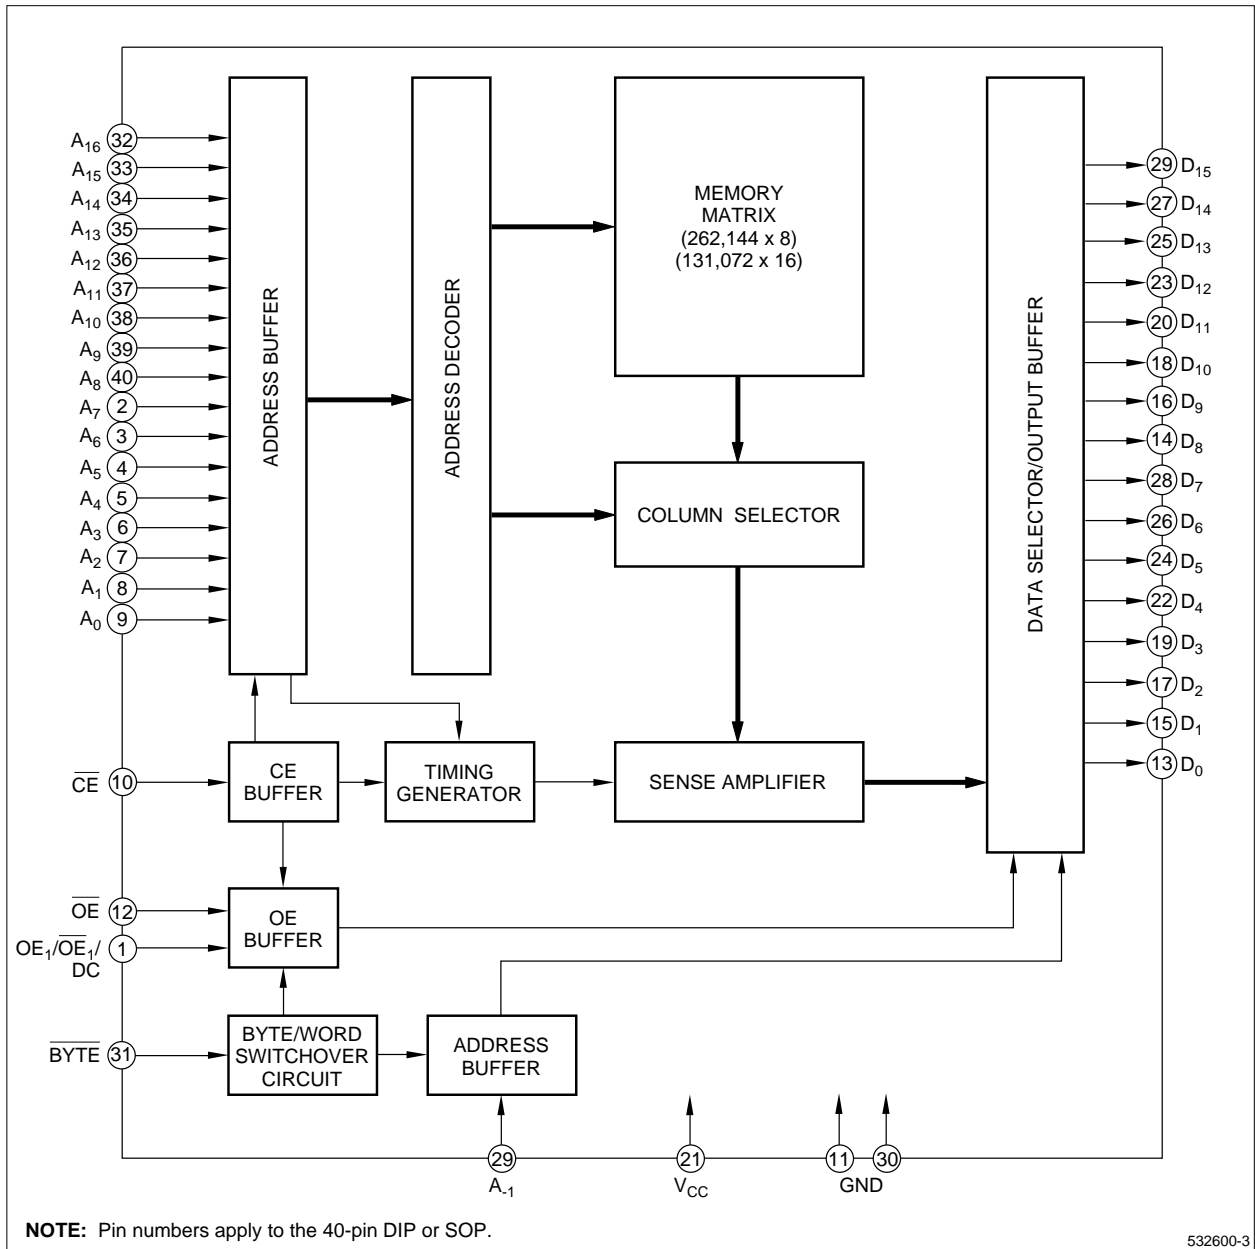 A16 32
A15 33
A14 34
A13 35
A12 36
A11 37
A10 38
A9 39
A8 40
A7 2
A6 3
A5 4
A4 5
A3 6
A2 7
A1 8
A0 9
CE 10
OE 12
OE1/OE1/ 1
DC
BYTE 31
ADDRESS BUFFER
ADDRESS DECODER
MEMORY
MATRIX
(262,144 x 8)
(131,072 x 16)
COLUMN SELECTOR
SENSE AMPLIFIER
CE
BUFFER
TIMING
GENERATOR
OE
BUFFER
BYTE/WORD
SWITCHOVER
CIRCUIT
ADDRESS
BUFFER
DATA SELECTOR/OUTPUT BUFFER
29 D15
27 D14
25 D13
23 D12
20 D11
18 D10
16 D9
14 D8
28 D7
26 D6
24 D5
22 D4
19 D3
17 D2
15 D1
13 D0
29
A-1
21
VCC
11 30
GND
NOTE: Pin numbers apply to the 40-pin DIP or SOP.
532600-3